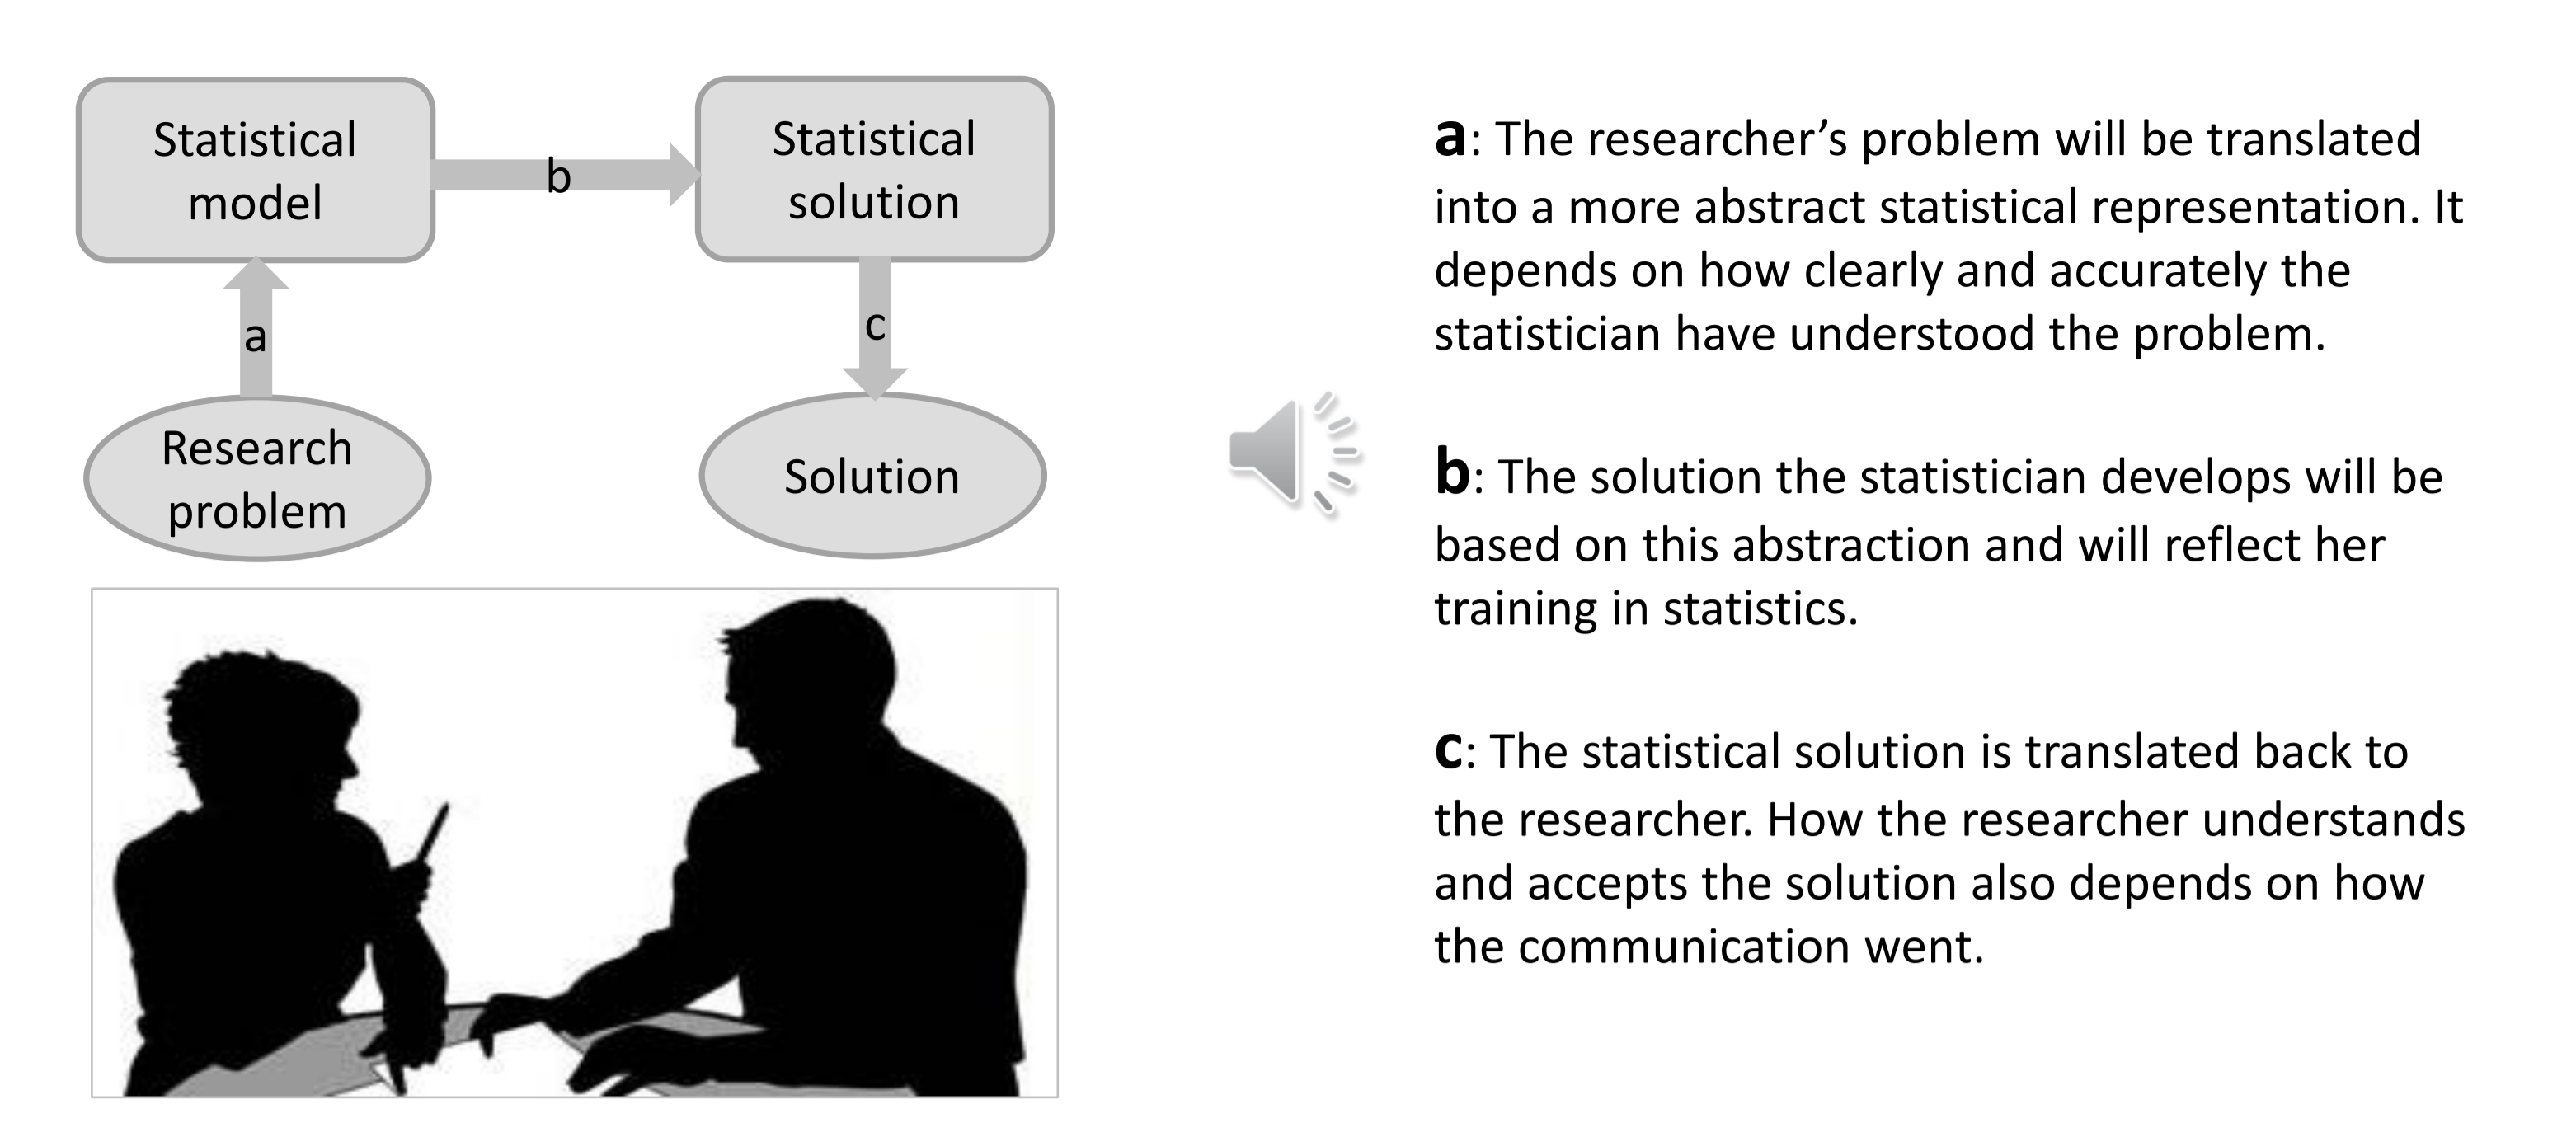 Statistical
model
b
Statistical
solution
a
c
Research
problem
Solution
a: The researcher’s problem will be translated
into a more abstract statistical representation. It
depends on how clearly and accurately the
statistician have understood the problem.
b: The solution the statistician develops will be
based on this abstraction and will reflect her
training in statistics.
c: The statistical solution is translated back to
the researcher. How the researcher understands
and accepts the solution also depends on how
the communication went.